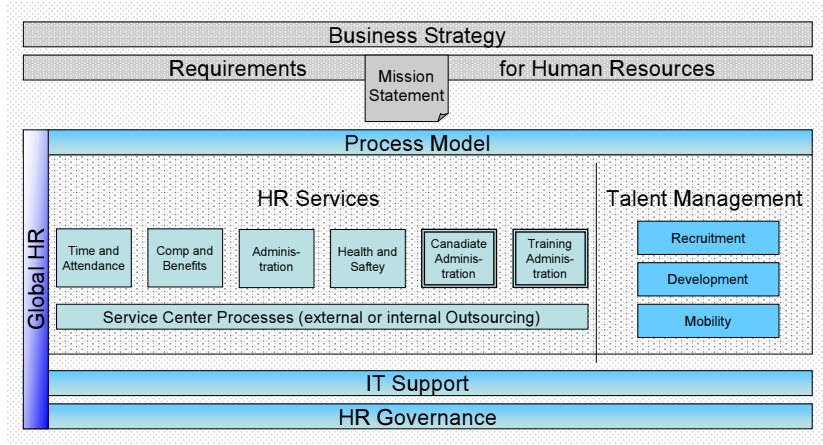 Business Strategy
Requirements
Mission
Statement
for Human Resources
Global HR
Process Model
HR Services
Talent Management
Time and
Attendance
Comp and
Benefits
Adminis-
tration
Health and
Saftey
Canadiate
Adminis-
tration
Training
Adminis-
tration
Recruitment
Development
Mobility
Service Center Processes (external or internal Outsourcing)
IT Support
HR Governance